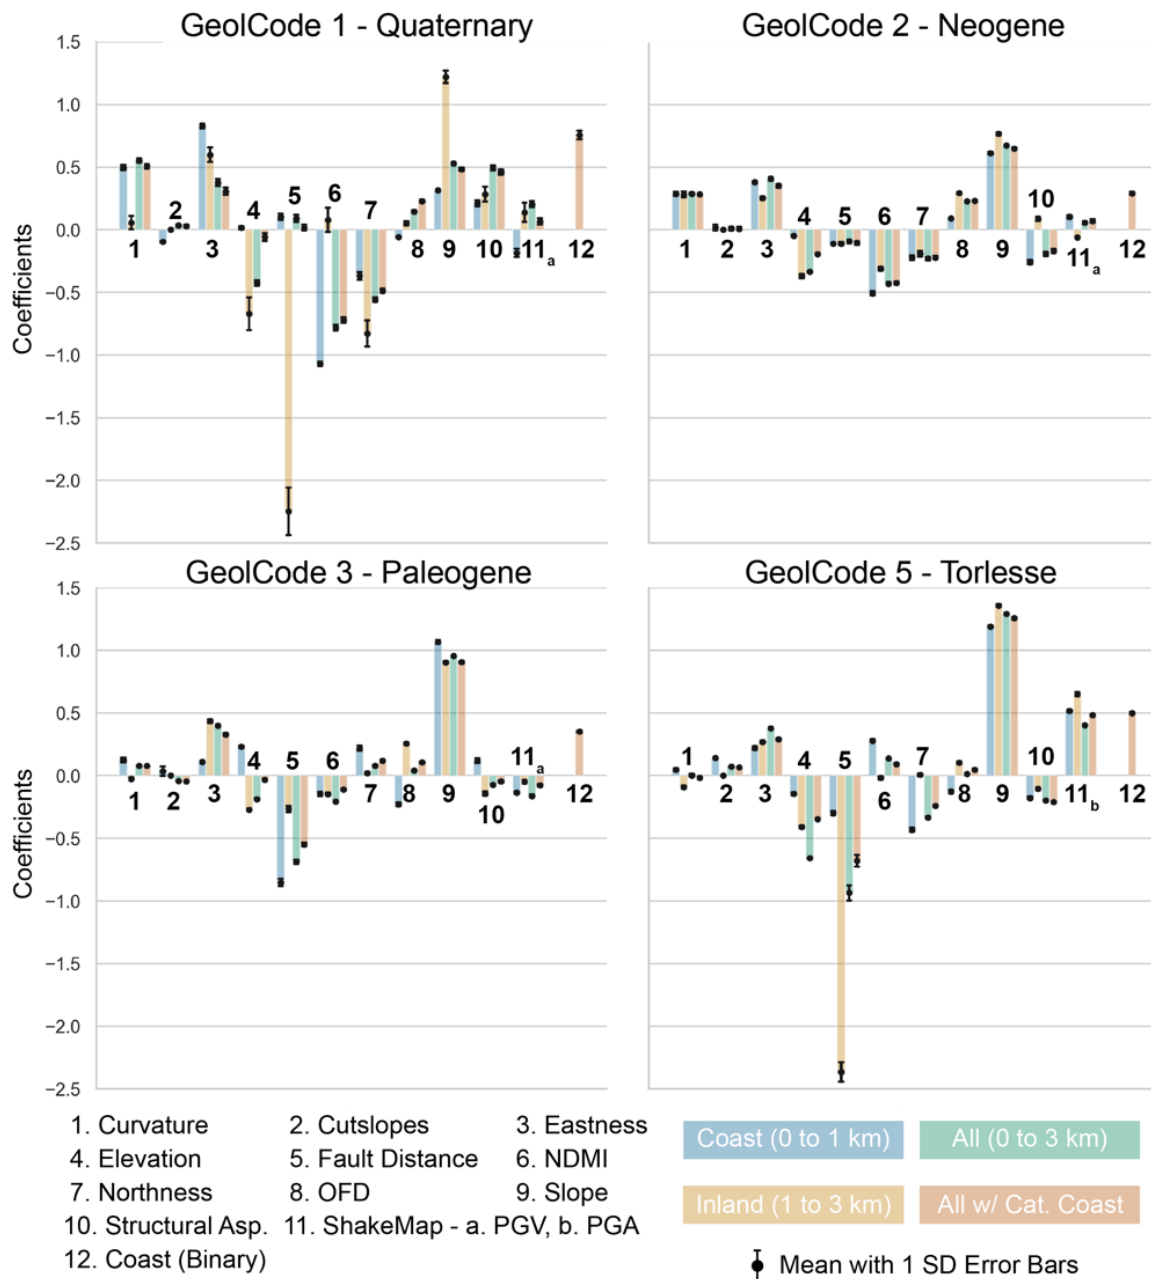 GeolCode 1 - Quaternary
GeolCode 2 - Neogene
Coefficients
1.5
1.0
0.5
0.0
−0.5
−1.0
−1.5
−2.0
−2.5
1 2 3 4 5 6 7 8 9 10 11a 12
1 2 3 4 5 6 7 8 9 10 11a 12
GeolCode 3 - Paleogene
GeolCode 5 - Torlesse
Coefficients
1.5
1.0
0.5
0.0
−0.5
−1.0
−1.5
−2.0
−2.5
1 2 3 4 5 6 7 8 9 10 11a 12
1 2 3 4 5 6 7 8 9 10 11b 12
1. Curvature 2. Cutslopes 3. Eastness
4. Elevation 5. Fault Distance 6. NDMI
7. Northness 8. OFD 9. Slope
10. Structural Asp. 11. ShakeMap - a. PGV, b. PGA
12. Coast (Binary)
Coast (0 to 1 km) All (0 to 3 km)
Inland (1 to 3 km) All w/ Cat. Coast
Mean with 1 SD Error Bars